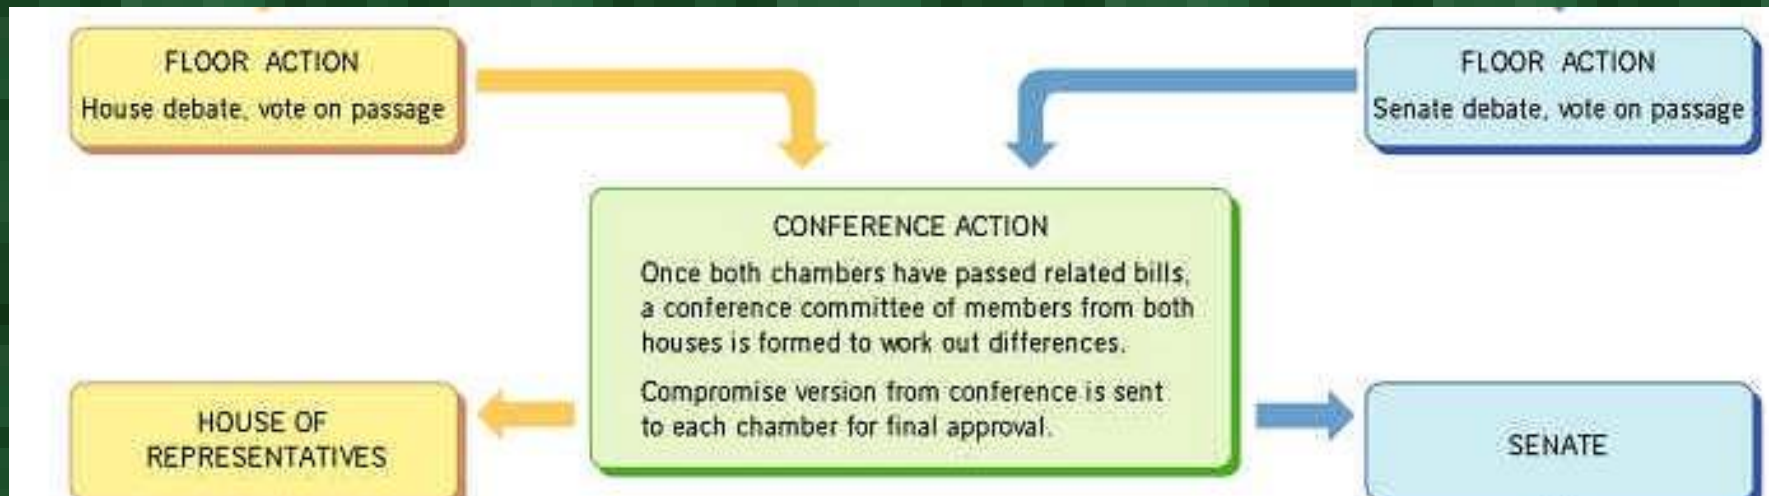 FLOOR ACTION
House debate, vote on passage
FLOOR ACTION
Senate debate, vote on passage
CONFERENCE ACTION
Once both chambers have passed related bills,
a conference committee of members from both
houses is formed to work out differences.
Compromise version from conference is sent
to each chamber for final approval.
HOUSE OF
REPRESENTATIVES
SENATE